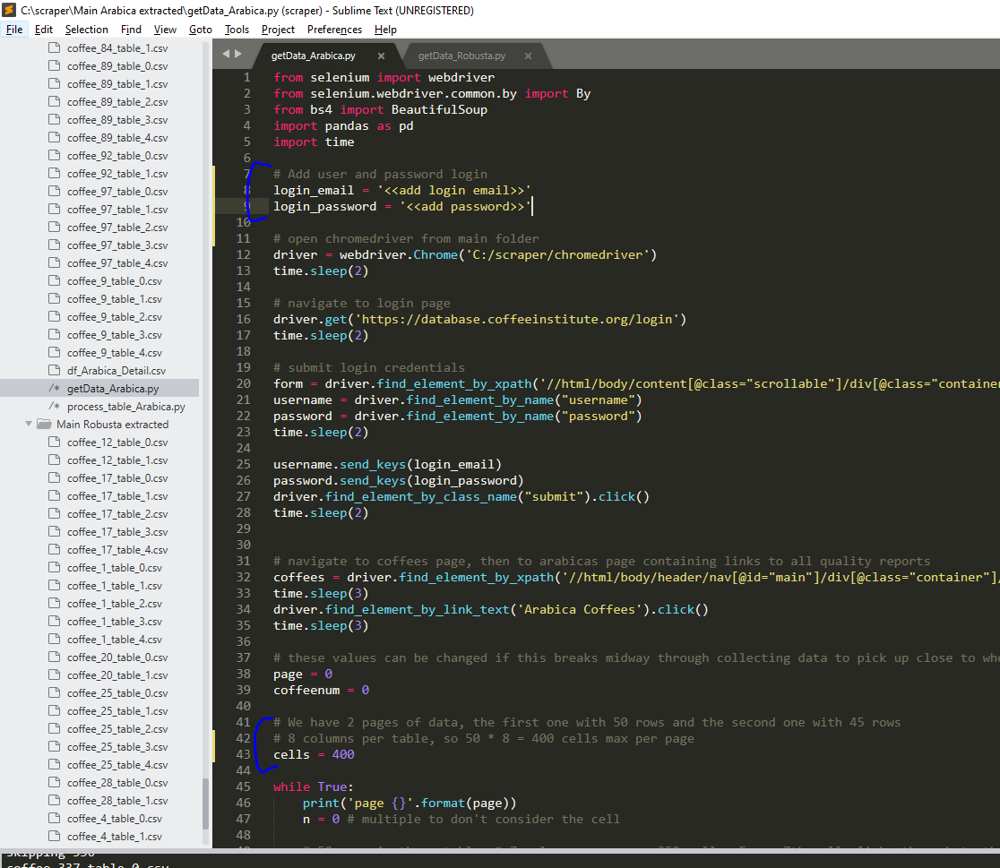 C:\scraper\Main Arabica extracted\getData_Arabica.py (scraper) - Sublime Text (UNREGISTERED)
File Edit Selection Find View Goto Tools Project Preferences Help
coffee_84_table_1.csv
coffee_89_table_0.csv
coffee_89_table_1.csv
coffee_89_table_2.csv
coffee_89_table_3.csv
coffee_89_table_4.csv
coffee_92_table_0.csv
coffee_92_table_1.csv
coffee_97_table_0.csv
coffee_97_table_1.csv
coffee_97_table_2.csv
coffee_97_table_3.csv
coffee_97_table_4.csv
coffee_9_table_0.csv
coffee_9_table_1.csv
coffee_9_table_2.csv
coffee_9_table_3.csv
coffee_9_table_4.csv
df_Arabica_Detail.csv
/* getData_Arabica.py
/* process_table_Arabica.py
Main Robusta extracted
coffee_12_table_0.csv
coffee_12_table_1.csv
coffee_17_table_0.csv
coffee_17_table_1.csv
coffee_17_table_2.csv
coffee_17_table_3.csv
coffee_17_table_4.csv
coffee_1_table_0.csv
coffee_1_table_1.csv
coffee_1_table_2.csv
coffee_1_table_3.csv
coffee_1_table_4.csv
coffee_20_table_0.csv
coffee_20_table_1.csv
coffee_25_table_0.csv
coffee_25_table_1.csv
coffee_25_table_2.csv
coffee_25_table_3.csv
coffee_25_table_4.csv
coffee_28_table_0.csv
coffee_28_table_1.csv
coffee_4_table_0.csv
coffee_4_table_1.csv
getData_Arabica.py × getData_Robusta.py ×
1 from selenium import webdriver
2 from selenium.webdriver.common.by import By
3 from bs4 import BeautifulSoup
4 import pandas as pd
5 import time
6
7 # Add user and password login
8 login_email = '<<add login email>>'
9 login_password = '<<add password>>'
10
11 # open chromedriver from main folder
12 driver = webdriver.Chrome('C:/scraper/chromedriver')
13 time.sleep(2)
14
15 # navigate to login page
16 driver.get('https://database.coffeeinstitute.org/login')
17 time.sleep(2)
18
19 # submit login credentials
20 form = driver.find_element_by_xpath('//html/body/content[@class="scrollable"]/div[@class="container
21 username = driver.find_element_by_name("username")
22 password = driver.find_element_by_name("password")
23 time.sleep(2)
24
25 username.send_keys(login_email)
26 password.send_keys(login_password)
27 driver.find_element_by_class_name("submit").click()
28 time.sleep(2)
29
30
31 # navigate to coffees page, then to arabicas page containing links to all quality reports
32 coffees = driver.find_element_by_xpath('//html/body/header/nav[@id="main"]/div[@class="container"]/
33 time.sleep(3)
34 driver.find_element_by_link_text('Arabica Coffees').click()
35 time.sleep(3)
36
37 # these values can be changed if this breaks midway through collecting data to pick up close to whe
38 page = 0
39 coffeenum = 0
40
41 # We have 2 pages of data, the first one with 50 rows and the second one with 45 rows
42 # 8 columns per table, so 50 * 8 = 400 cells max per page
43 cells = 400
44
45 while True:
46 print('page {}'.format(page))
47 n = 0 # multiple to don't consider the cell
48